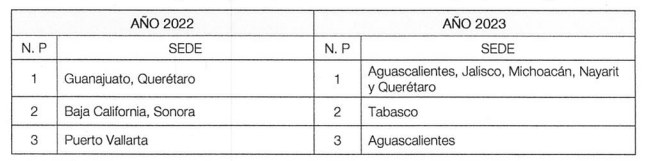 AÑO 2022 AÑO 2023
N. P SEDE N. P SEDE
1 Guanajuato, Querétaro 1 Aguascalientes, Jalisco, Michoacán, Nayarit
y Querétaro
2 Baja California, Sonora 2 Tabasco
3 Puerto Vallarta 3 Aguascalientes